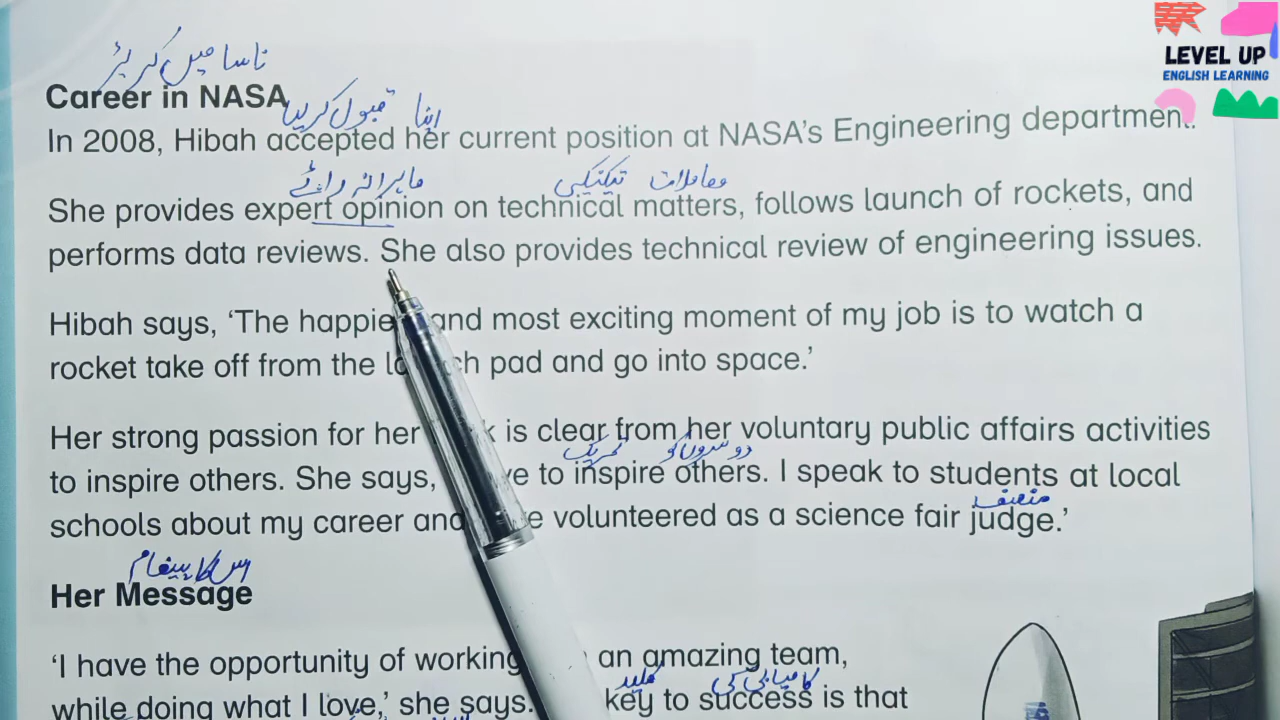 LEVEL UP
ENGLISH LEARNING
ناسا میں کریئر
Career in NASA
اپنا قبول کریں
In 2008, Hibah accepted her current position at NASA's Engineering department.
ماہرانہ رائے تیکنیکی معاملات
She provides expert opinion on technical matters, follows launch of rockets, and
performs data reviews. She also provides technical review of engineering issues.
Hibah says, 'The happie and most exciting moment of my job is to watch a
rocket take off from the l ch pad and go into space.'
Her strong passion for her k is clear from her voluntary public affairs activities
دوسروں کو تحریک
to inspire others. She says, ve to inspire others. I speak to students at local
منصف
schools about my career and e volunteered as a science fair judge.'
اس کا پیغام
Her Message
'I have the opportunity of working an amazing team,
کامیابی کی کلید
while doing what I love,' she says. key to success is that